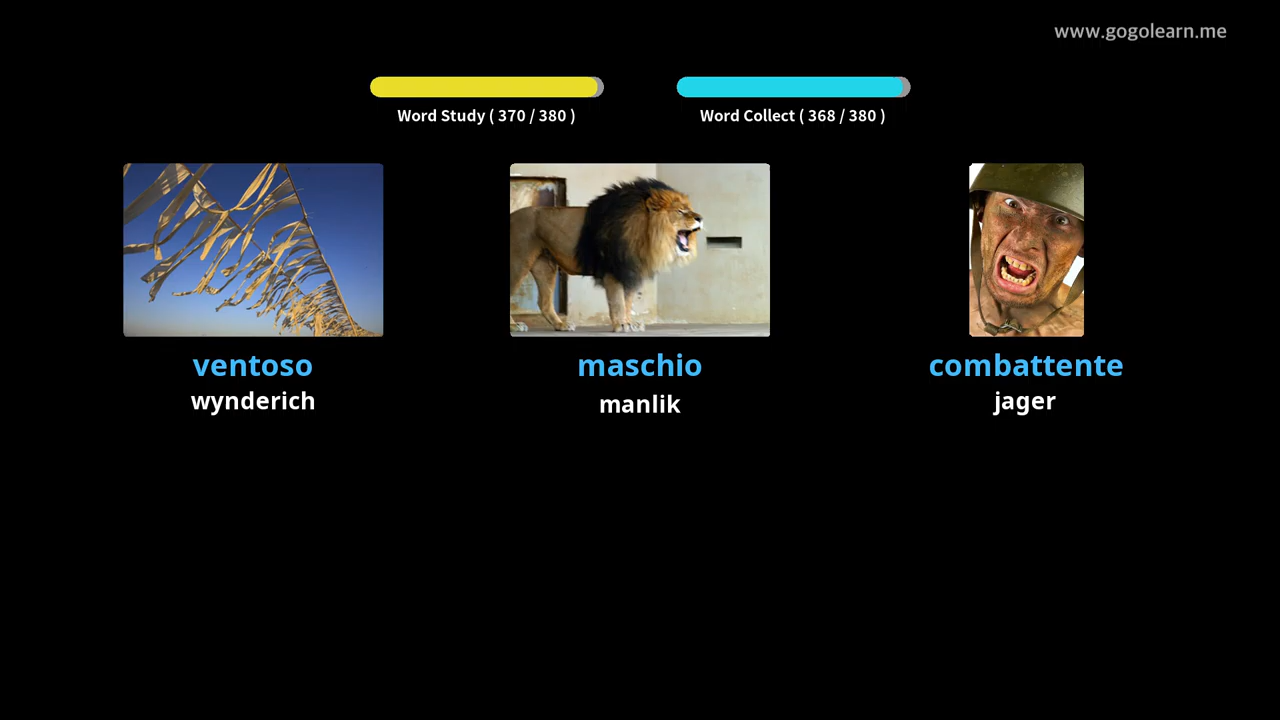 www.gogolearn.me
Word Study ( 370 / 380 )
Word Collect ( 368 / 380 )
ventoso
wynderich
maschio
manlik
combattente
jager